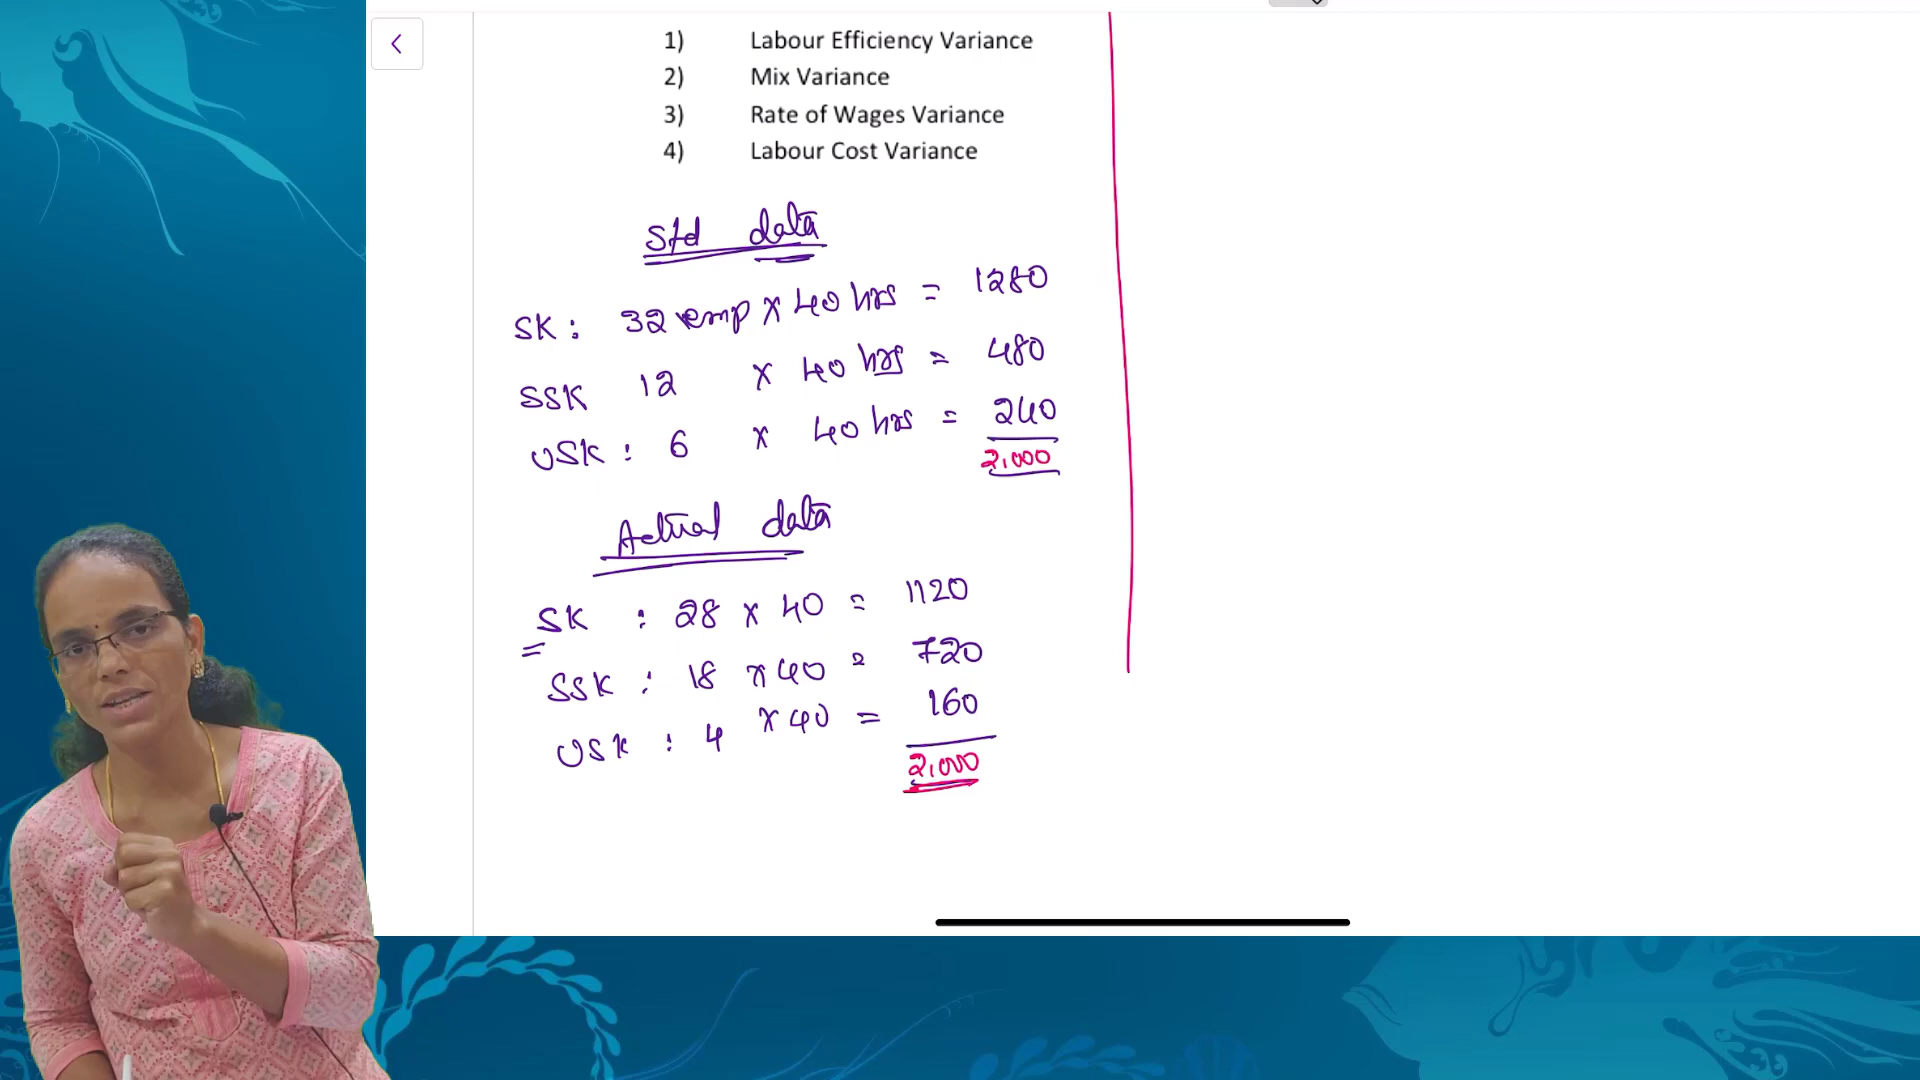 1) Labour Efficiency Variance
2) Mix Variance
3) Rate of Wages Variance
4) Labour Cost Variance
Std data
SK : 32 emp x 40 hrs = 1280
SSK 12 x 40 hrs = 480
USK : 6 x 40 hrs = 240
2,000
Actual data
SK : 28 x 40 = 1120
SSK : 18 x 40 = 720
USK : 4 x 40 = 160
2,000